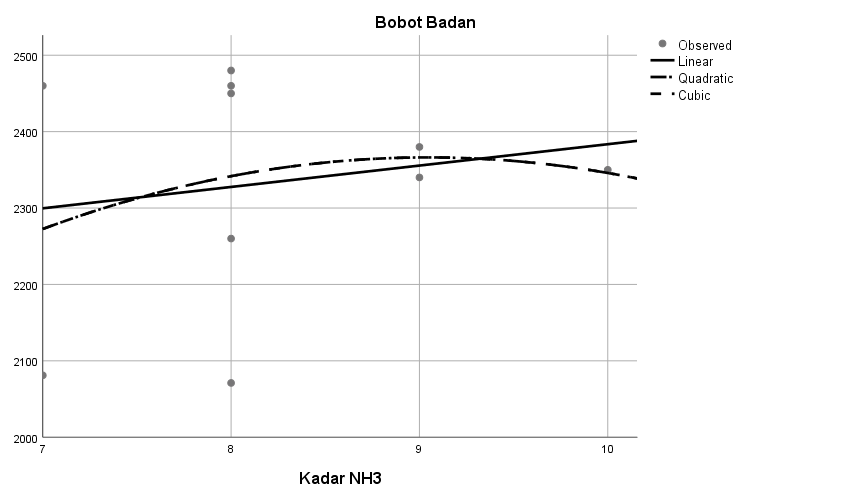 Bobot Badan
2500
2400
2300
2200
2100
2000
7 8 9 10
Kadar NH3
Observed
Linear
Quadratic
Cubic